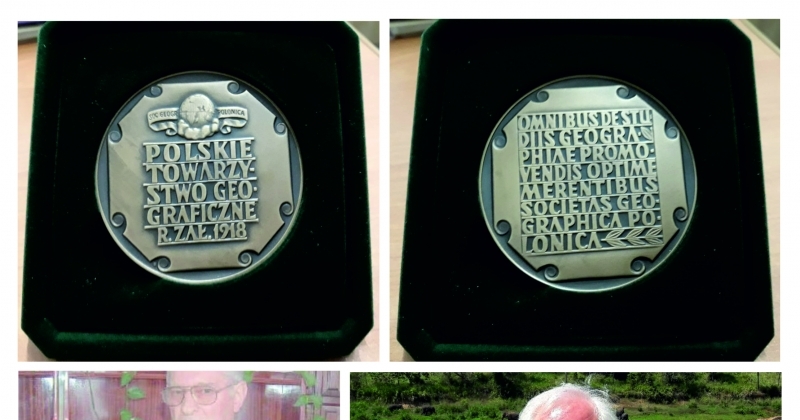 POLONICA
POLSKIE
TOWARZY·
STWO GEO·
GRAFICZNE
R. ZAŁ. 1918
OMNIBUS DE STU
DIIS GEOGRA·
PHIAE PROMO·
VENDIS OPTIME
MERENTIBUS
SOCIETAS GEO·
GRAPHICA PO·
LONICA